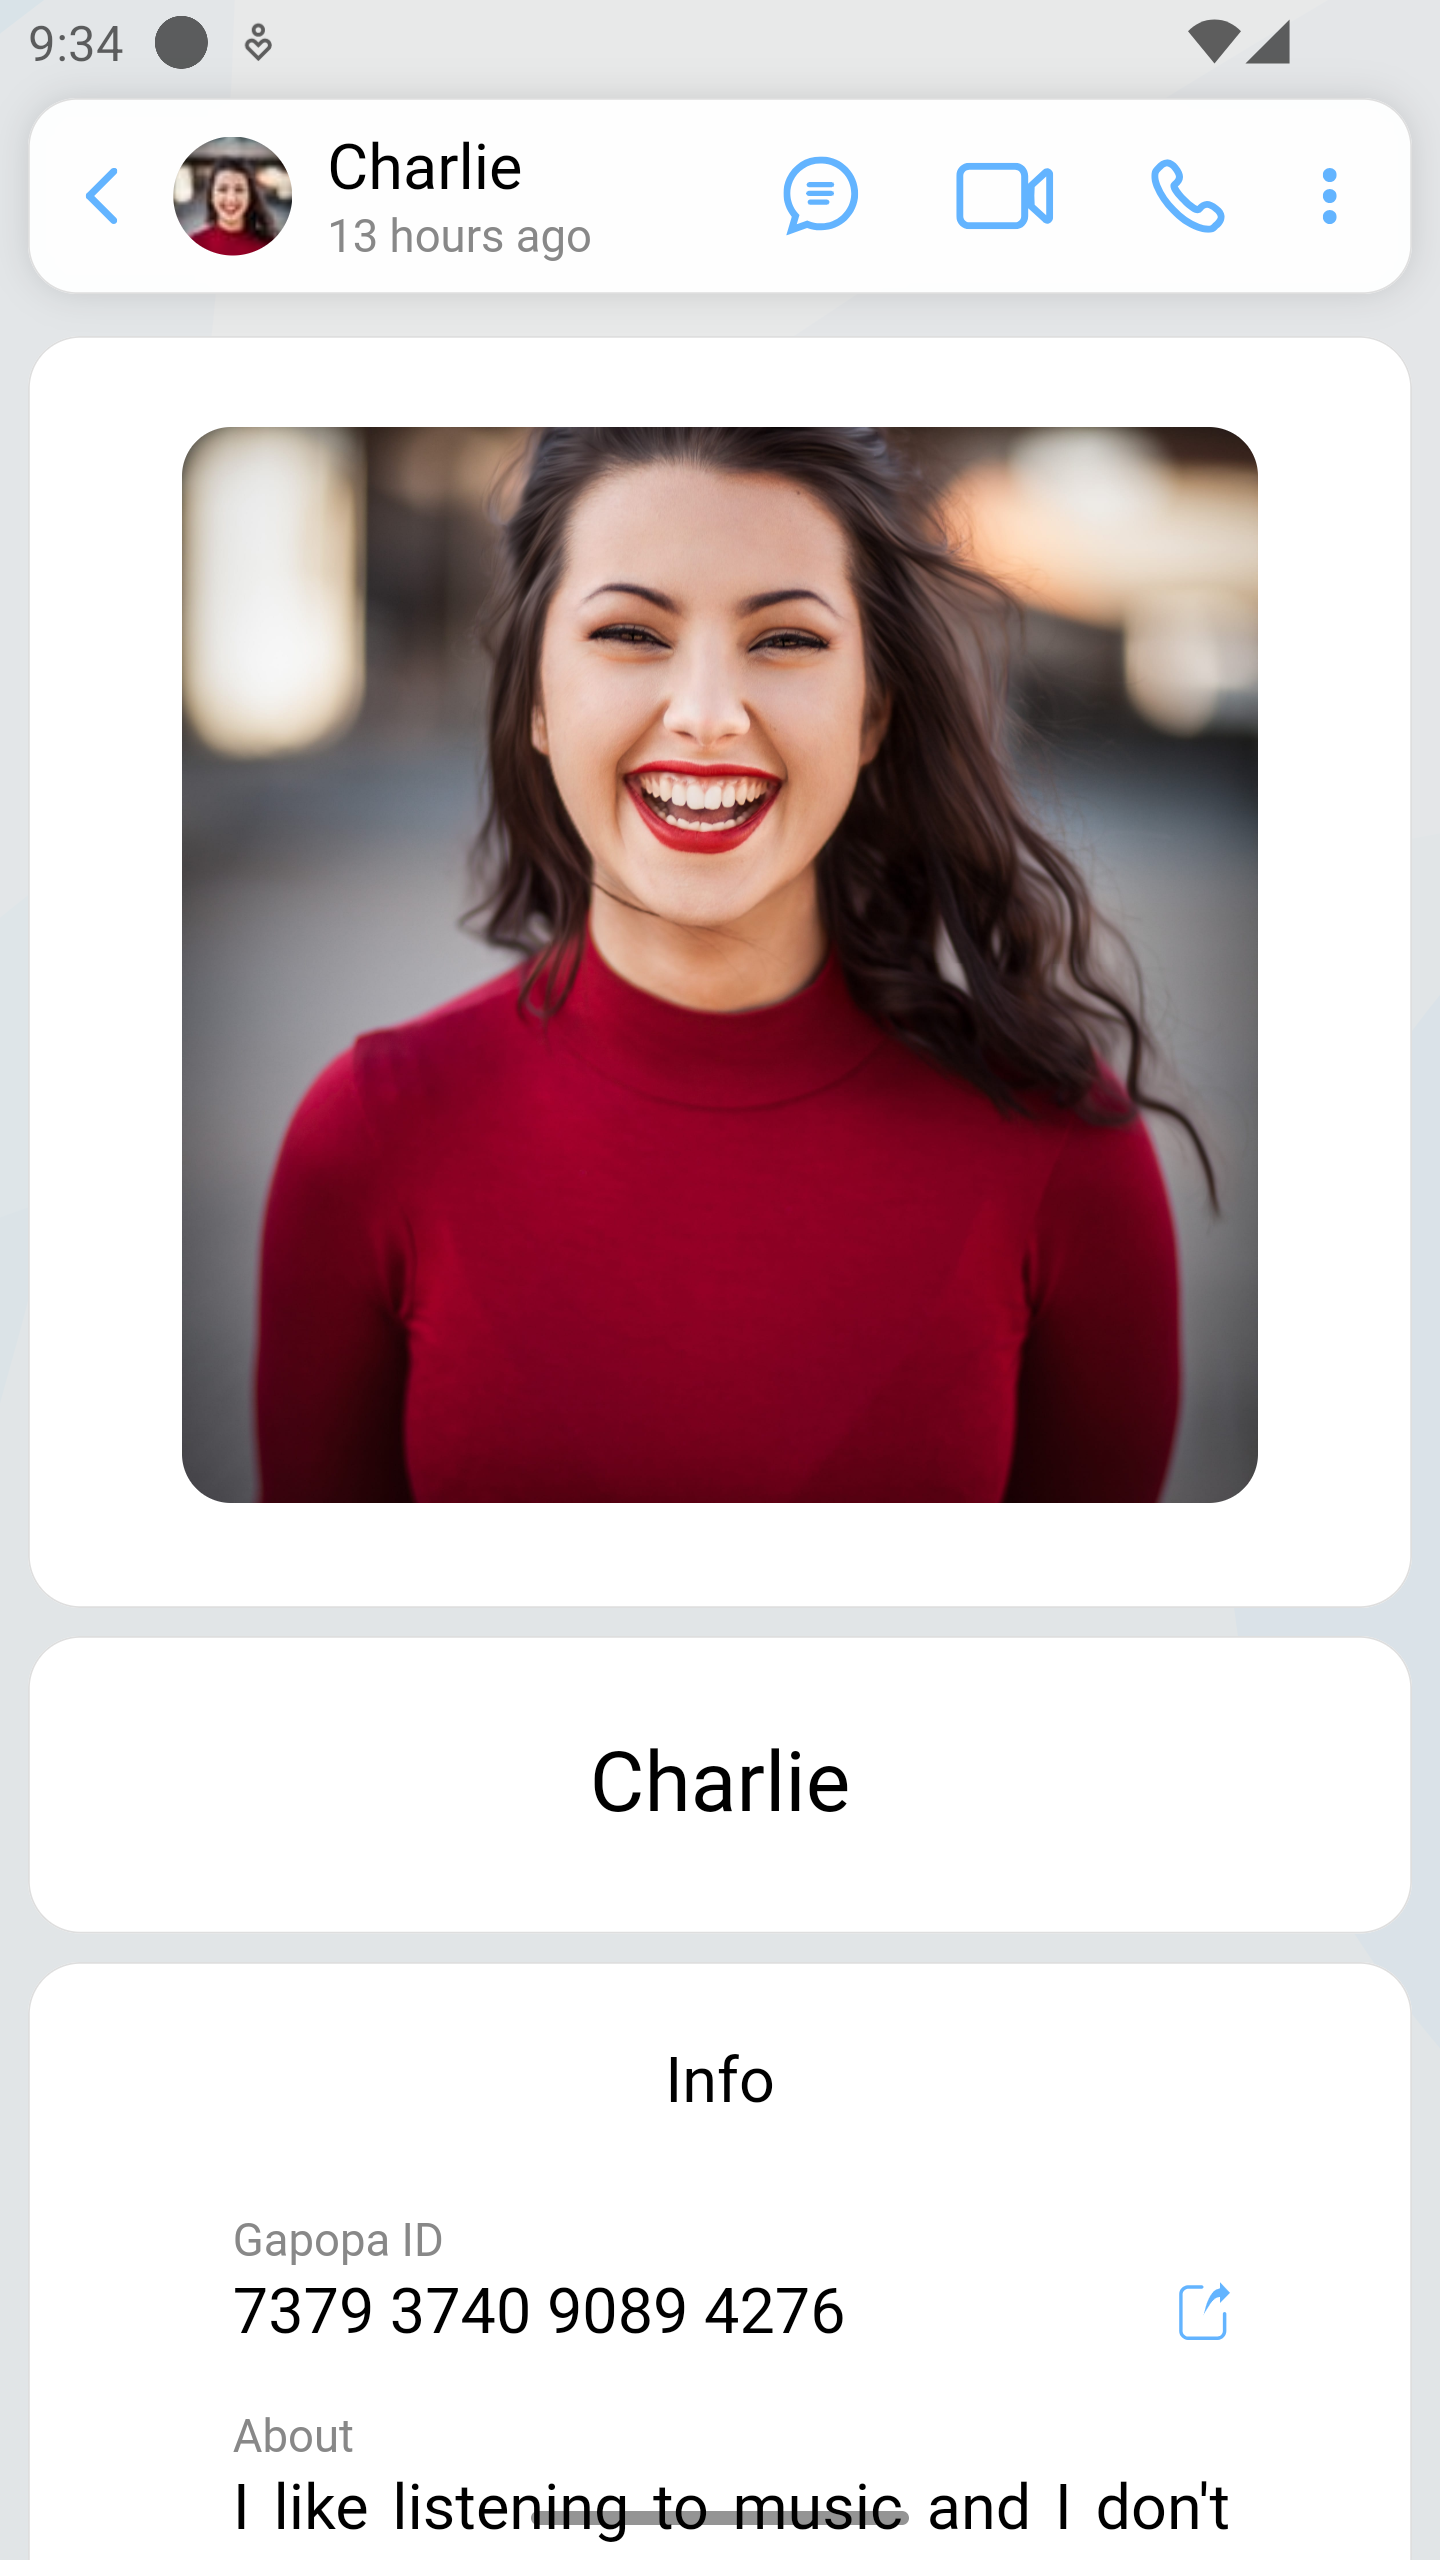 9:34
Charlie
13 hours ago
Charlie
Info
Gapopa ID
7379 3740 9089 4276
About
I like listening to music and I don't